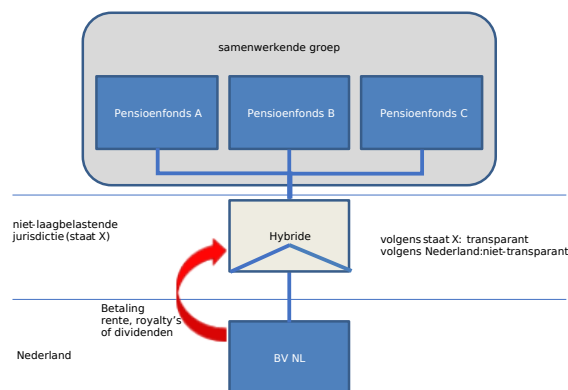 samenwerkende groep
Pensioenfonds A
Pensioenfonds B
Pensioenfonds C
niet-laagbelastende
jurisdictie (staat X)
Hybride
volgens staat X: transparant
volgens Nederland:niet-transparant
Betaling
rente, royalty's
of dividenden
Nederland
BV NL